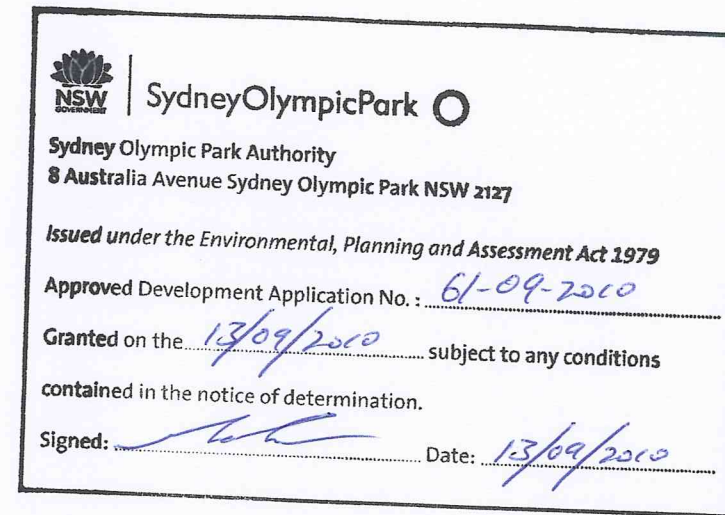 NSW
GOVERNMENT
SydneyOlympicPark
Sydney Olympic Park Authority
8 Australia Avenue Sydney Olympic Park NSW 2127
Issued under the Environmental, Planning and Assessment Act 1979
Approved Development Application No. : 61-09-2010
Granted on the 13/09/2010 subject to any conditions
contained in the notice of determination.
Signed: Date: 13/09/2010